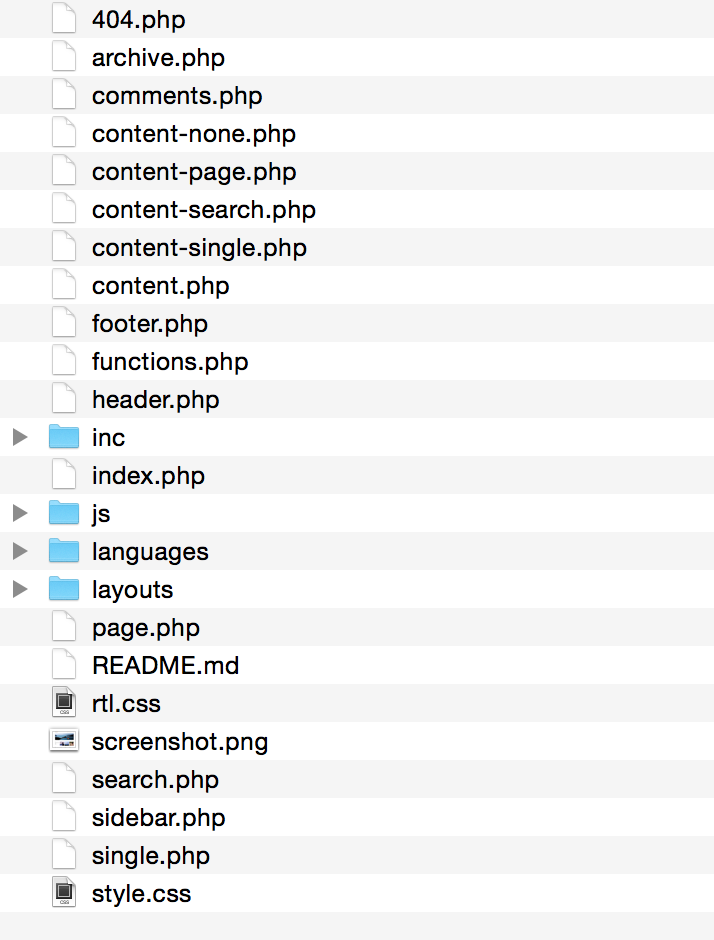 404.php
archive.php
comments.php
content-none.php
content-page.php
content-search.php
content-single.php
content.php
footer.php
functions.php
header.php
inc
index.php
js
languages
layouts
page.php
README.md
rtl.css
screenshot.png
search.php
sidebar.php
single.php
style.css